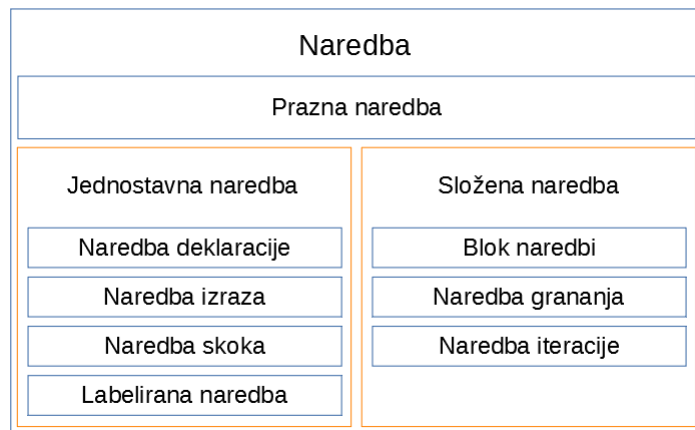 Naredba
Prazna naredba
Jednostavna naredba
Naredba deklaracije
Naredba izraza
Naredba skoka
Labelirana naredba
Složena naredba
Blok naredbi
Naredba grananja
Naredba iteracije